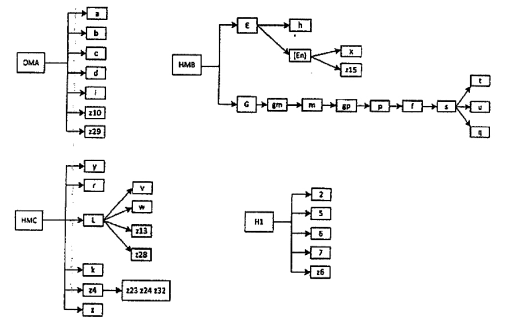 DMA
a
b
c
d
i
z10
z29
HMB
E
h
(En)
x
z15
G
gm
m
gp
p
f
s
t
u
q
HMC
y
r
L
v
w
z13
z28
k
z4
z23 z24 z32
z
H1
2
5
6
7
z6